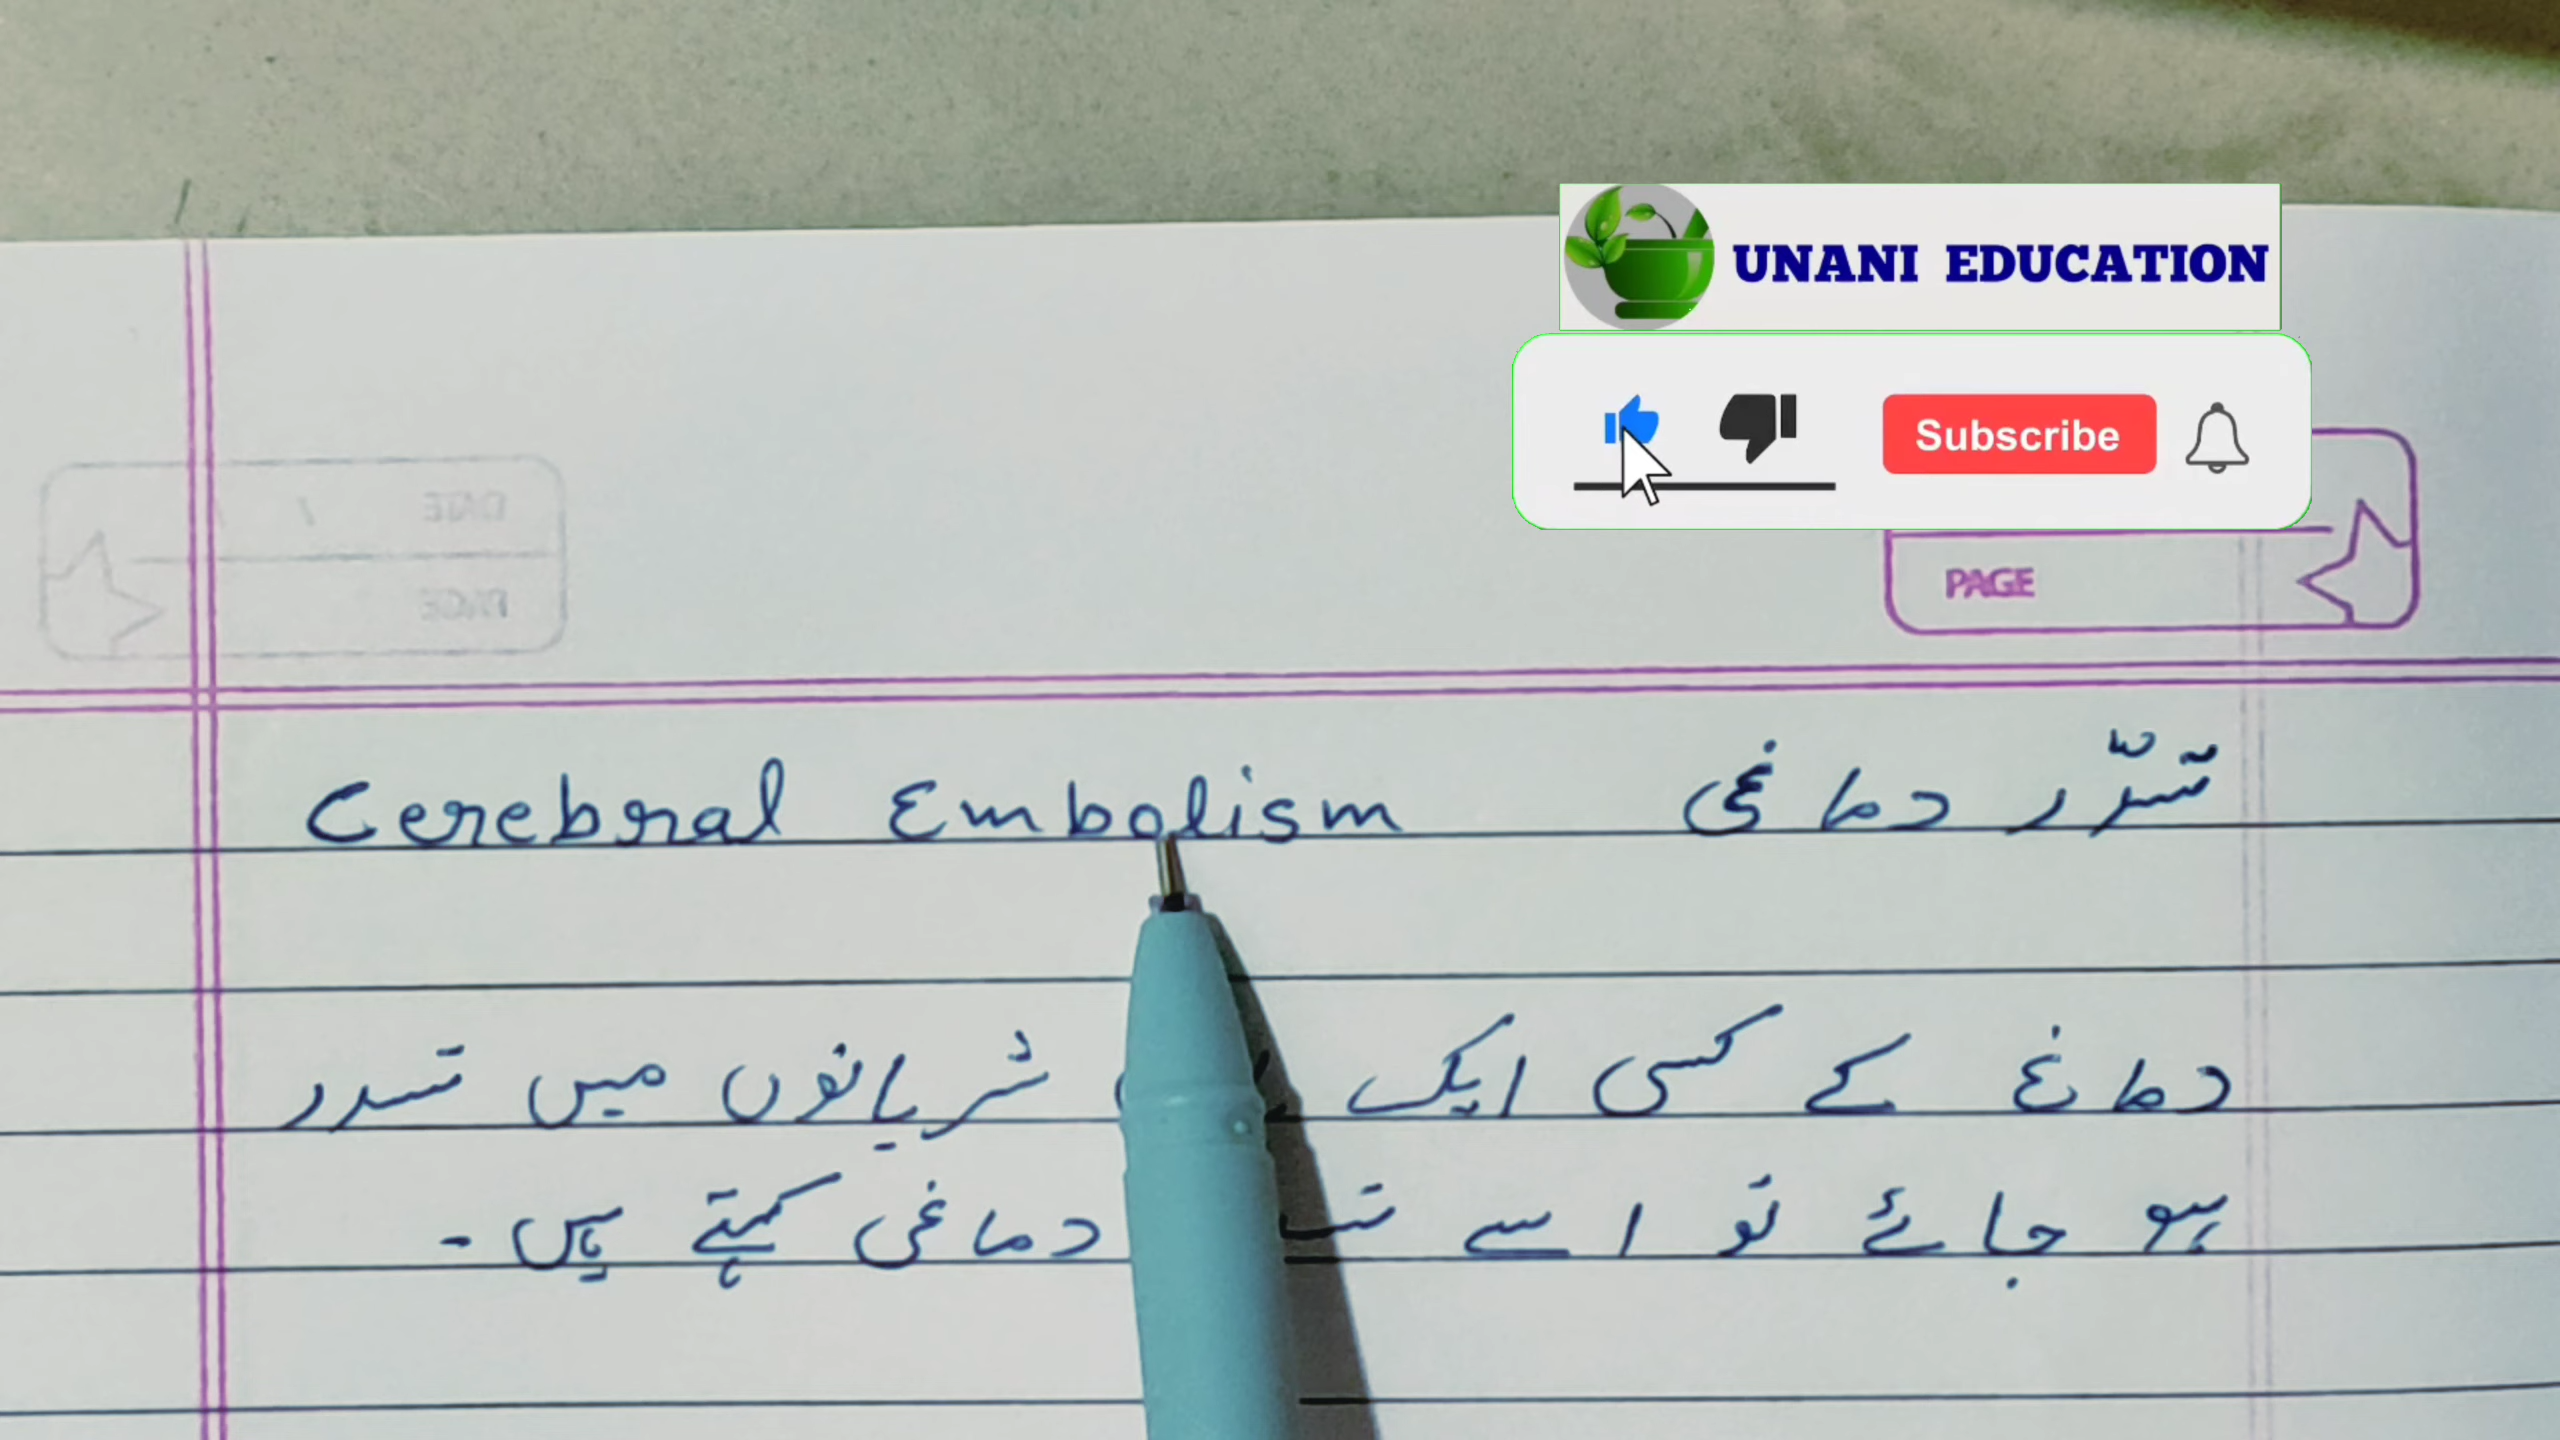 UNANI EDUCATION
Subscribe
PAGE
Cerebral Embolism تسدّد دماغی
دماغ کے کسی ایک شریانوں میں تسدد
ہو جائے تو اسے دماغی کہتے ہیں -